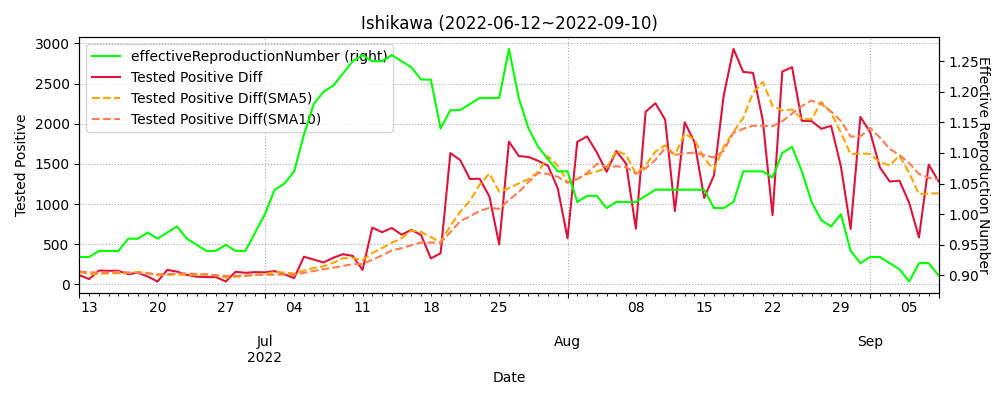 Ishikawa (2022-06-12~2022-09-10)
effectiveReproductionNumber (right)
Tested Positive Diff
Tested Positive Diff(SMA5)
Tested Positive Diff(SMA10)
Tested Positive
3000
2500
2000
1500
1000
500
0
Effective Reproduction Number
1.25
1.20
1.15
1.10
1.05
1.00
0.95
0.90
13 20 27 04 11 18 25 08 15 22 29 05
Jul Aug Sep
2022
Date